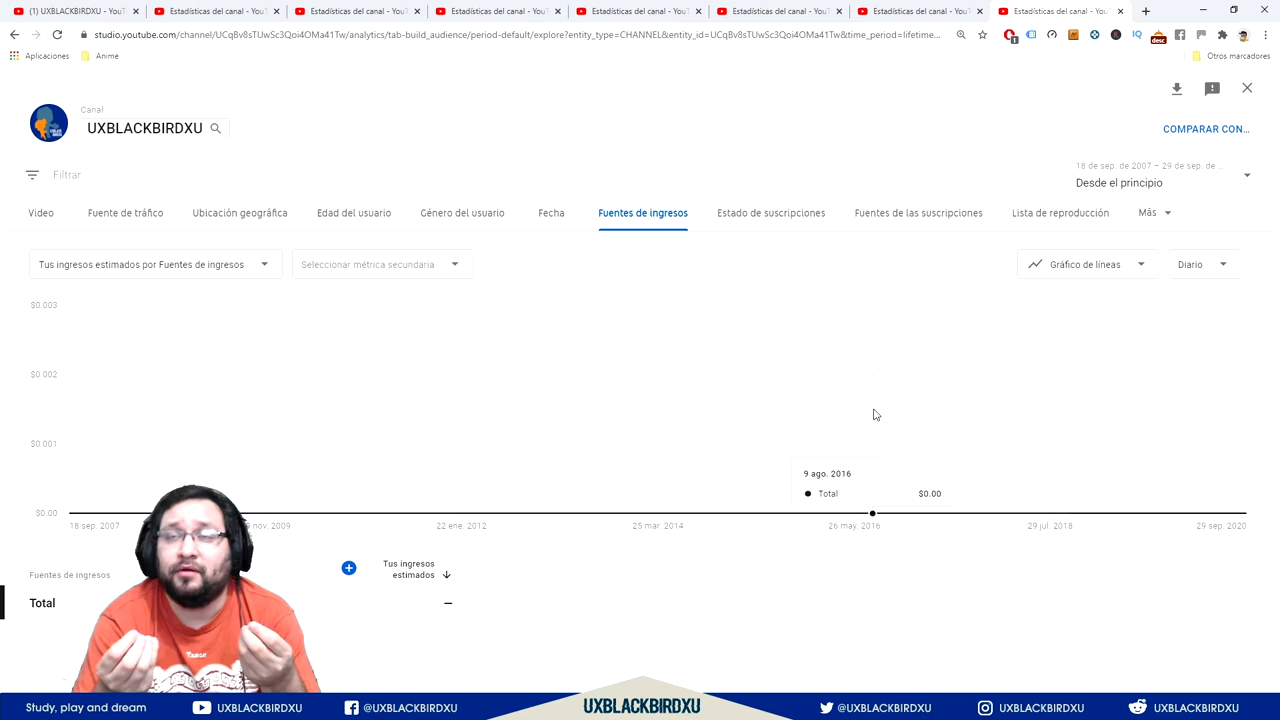 (1) UXBLACKBIRDXU - YouT
Estadísticas del canal - YouT
Estadísticas del canal - YouT
Estadísticas del canal - YouT
Estadísticas del canal - YouT
Estadísticas del canal - YouT
Estadísticas del canal - YouT
Estadísticas del canal - YouT
studio.youtube.com/channel/UCqBv8sTUwSc3Qoi4OMa41Tw/analytics/tab-build_audience/period-default/explore?entity_type=CHANNEL&entity_id=UCqBv8sTUwSc3Qoi4OMa41Tw&time_period=lifetime...
Aplicaciones
Anime
Otros marcadores
Canal
UXBLACKBIRDXU
COMPARAR CON...
Filtrar
18 de sep. de 2007 – 29 de sep. de ...
Desde el principio
Video
Fuente de tráfico
Ubicación geográfica
Edad del usuario
Género del usuario
Fecha
Fuentes de ingresos
Estado de suscripciones
Fuentes de las suscripciones
Lista de reproducción
Más
Tus ingresos estimados por Fuentes de ingresos
Seleccionar métrica secundaria
Gráfico de líneas
Diario
$0.003
$0.002
$0.001
$0.00
9 ago. 2016
Total $0.00
18 sep. 2007
nov. 2009
22 ene. 2012
25 mar. 2014
26 may. 2016
29 jul. 2018
29 sep. 2020
Fuentes de ingresos
Tus ingresos
estimados
Total
—
Study, play and dream
UXBLACKBIRDXU
@UXBLACKBIRDXU
UXBLACKBIRDXU
@UXBLACKBIRDXU
UXBLACKBIRDXU
UXBLACKBIRDXU